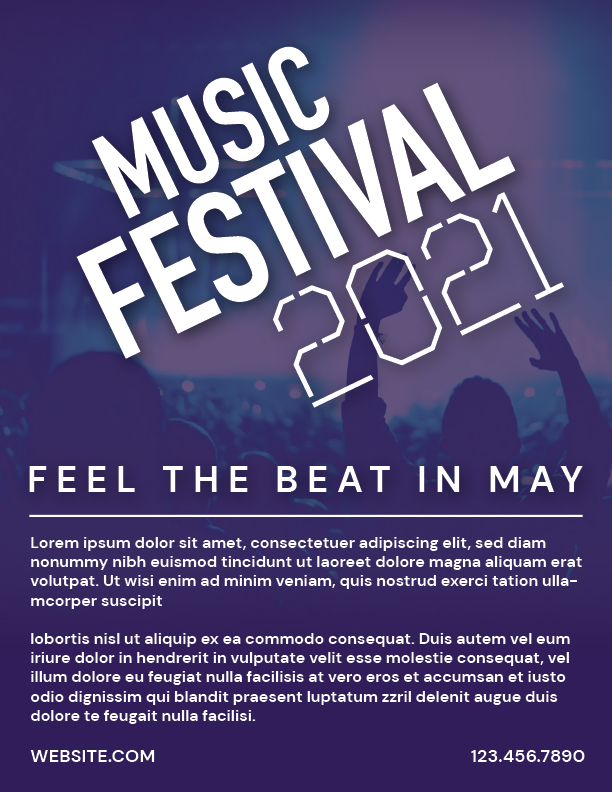 MUSIC
FESTIVAL
2021
FEEL THE BEAT IN MAY
Lorem ipsum dolor sit amet, consectetuer adipiscing elit, sed diam
nonummy nibh euismod tincidunt ut laoreet dolore magna aliquam erat
volutpat. Ut wisi enim ad minim veniam, quis nostrud exerci tation ulla-
mcorper suscipit
lobortis nisl ut aliquip ex ea commodo consequat. Duis autem vel eum
iriure dolor in hendrerit in vulputate velit esse molestie consequat, vel
illum dolore eu feugiat nulla facilisis at vero eros et accumsan et iusto
odio dignissim qui blandit praesent luptatum zzril delenit augue duis
dolore te feugait nulla facilisi.
WEBSITE.COM
123.456.7890